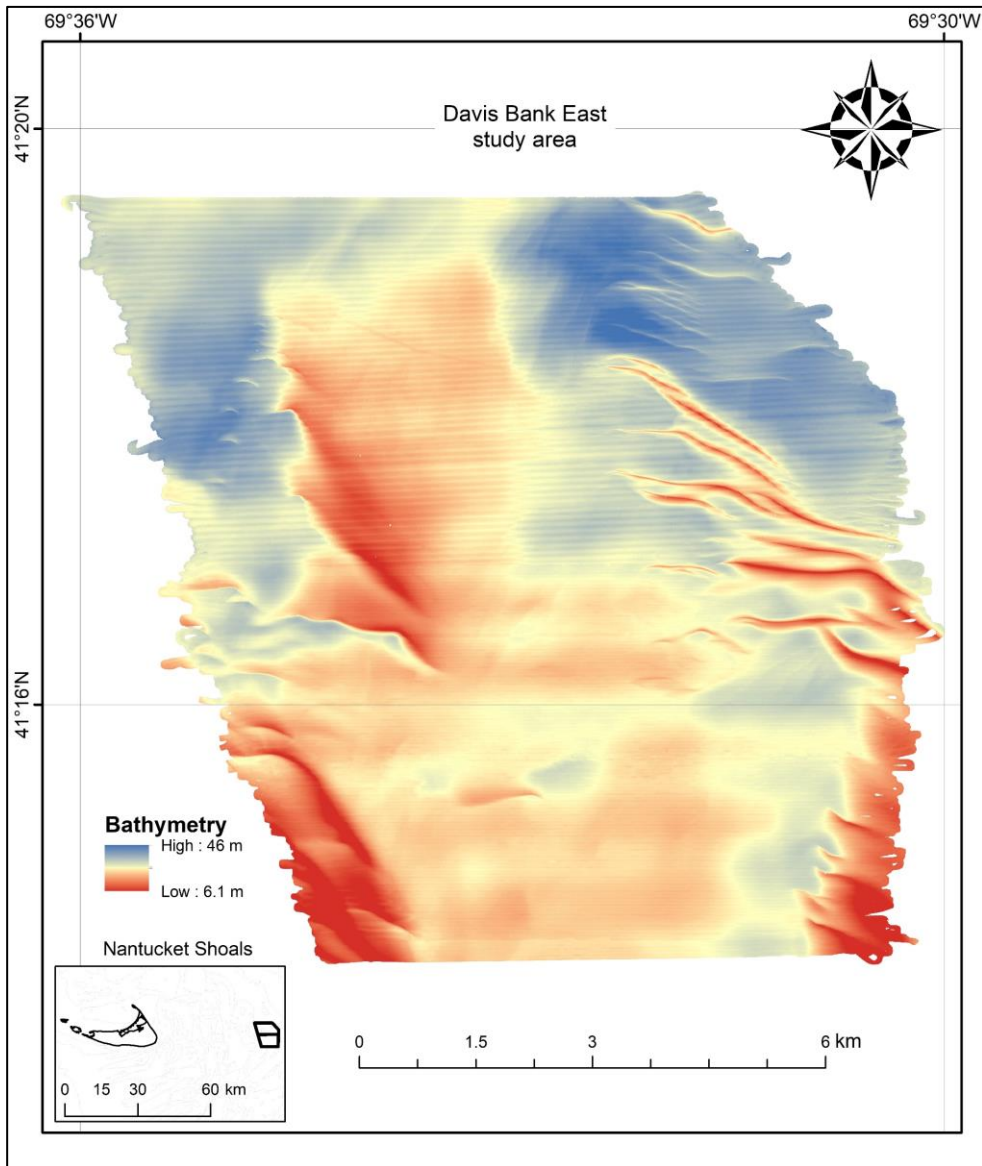 69°36'W
69°30'W
41°20'N
Davis Bank East
study area
41°16'N
Bathymetry
High : 46 m
Low : 6.1 m
Nantucket Shoals
0 15 30 60 km
0 1.5 3 6 km